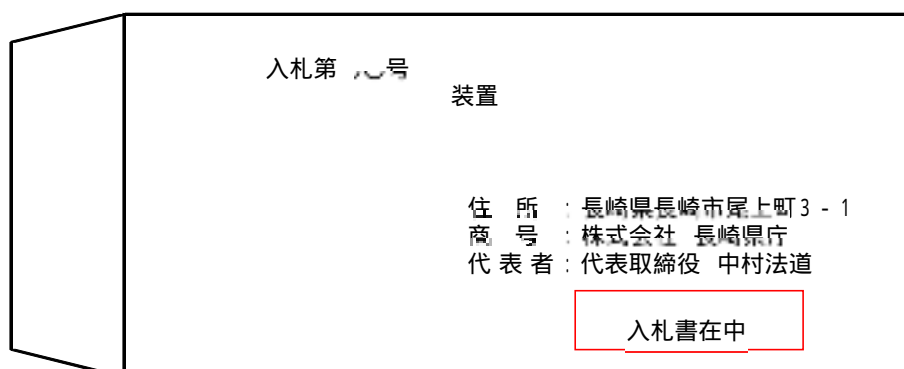 入札第 号
装置
住 所 : 長崎県長崎市尾上町3-1
商 号 : 株式会社 長崎県庁
代表者 : 代表取締役 中村法道
入札書在中